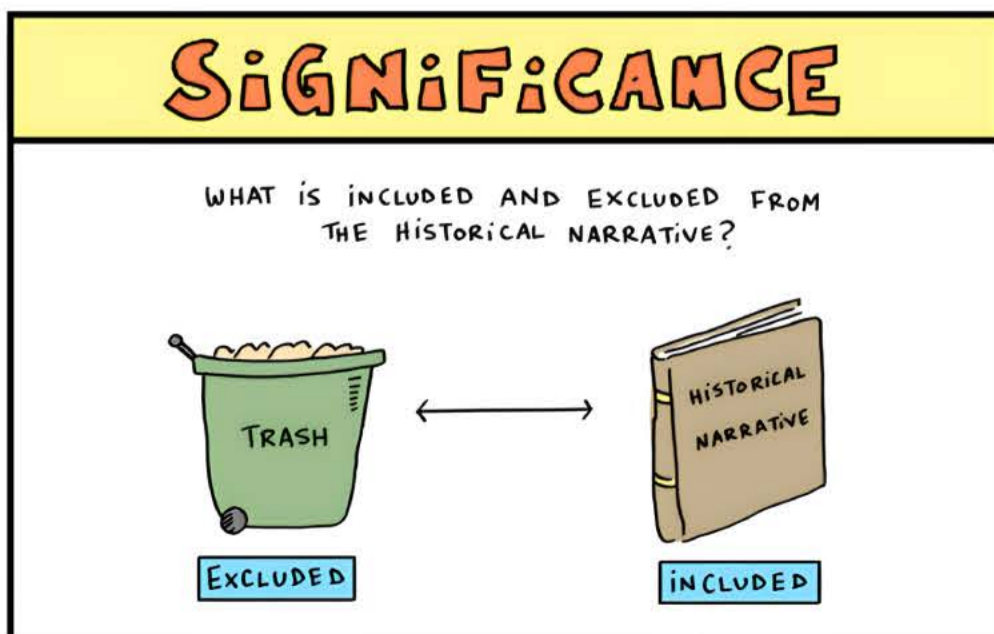 SiGNiFiCANCE
WHAT iS iNCLUDED AND EXCLUDED FROM
THE HiSTORiCAL NARRATiVE?
TRASH
HiSTORiCAL
NARRATiVE
EXCLUDED
iNCLUDED